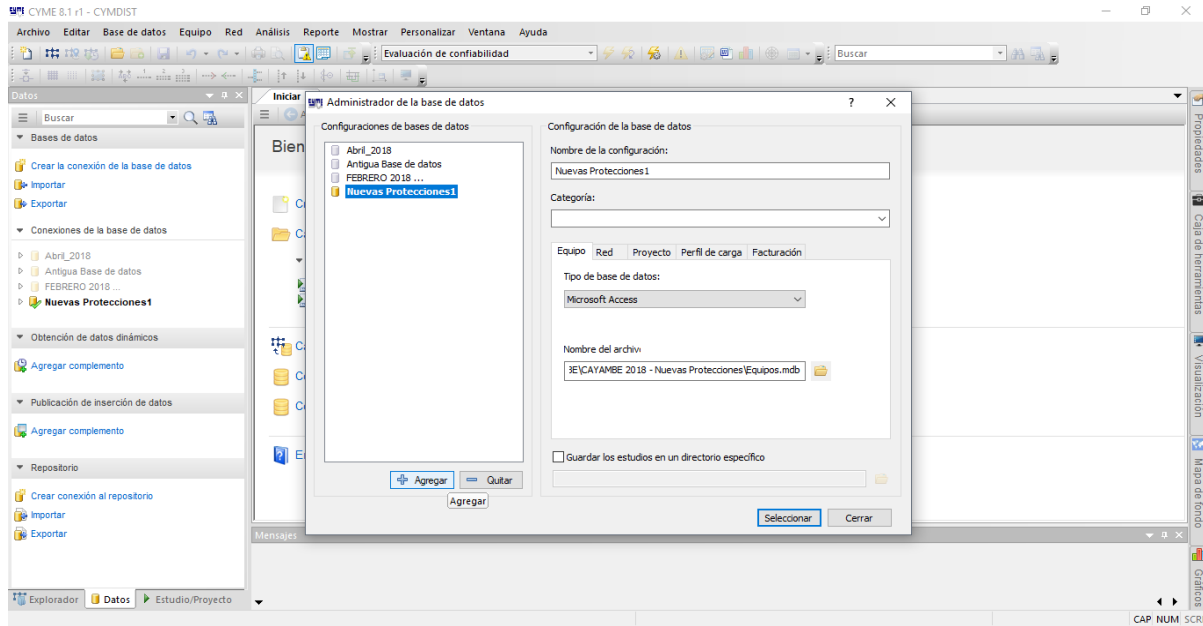 CYME 8.1 r1 - CYMDIST
Archivo Editar Base de datos Equipo Red Análisis Reporte Mostrar Personalizar Ventana Ayuda
Evaluación de confiabilidad
Buscar
Datos
Buscar
Bases de datos
Crear la conexión de la base de datos
Importar
Exportar
Conexiones de la base de datos
Abril_2018
Antigua Base de datos
FEBRERO 2018 ...
Nuevas Protecciones1
Obtención de datos dinámicos
Agregar complemento
Publicación de inserción de datos
Agregar complemento
Repositorio
Crear conexión al repositorio
Importar
Exportar
Explorador Datos Estudio/Proyecto
Iniciar
Bien
Administrador de la base de datos
? X
Configuraciones de bases de datos
Abril_2018
Antigua Base de datos
FEBRERO 2018 ...
Nuevas Protecciones1
Agregar Quitar
Agregar
Configuración de la base de datos
Nombre de la configuración:
Nuevas Protecciones1
Categoría:
Equipo Red Proyecto Perfil de carga Facturación
Tipo de base de datos:
Microsoft Access
Nombre del archiv
3E\CAYAMBE 2018 - Nuevas Protecciones\Equipos.mdb
Guardar los estudios en un directorio específico
Seleccionar Cerrar
Mensajes
Propiedades
Caja de herramientas
Visualización
Mapa de fondo
Gráficos
CAP NUM SCR